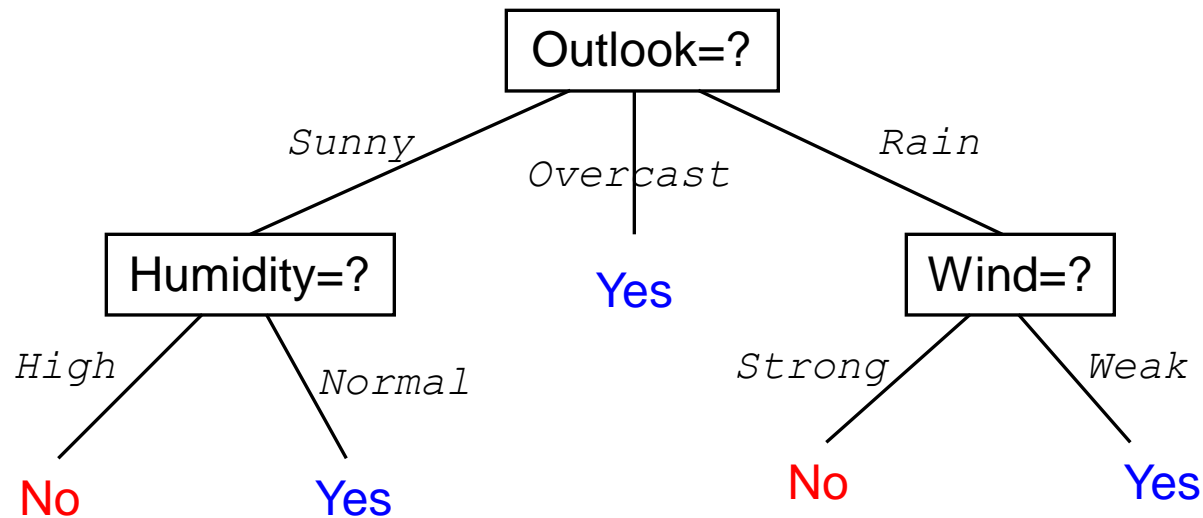 Outlook=?
Sunny
Overcast
Rain
Humidity=?
Yes
Wind=?
High
Normal
Strong
Weak
No
Yes
No
Yes